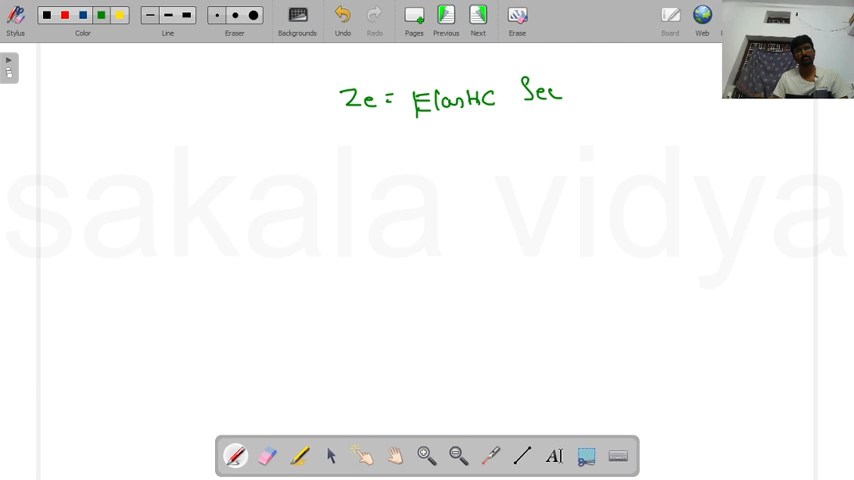 Stylus
Color
Line
Eraser
Backgrounds
Undo
Redo
Pages
Previous
Next
Erase
Board
Web
Ze = Elastic Sec
sakala vidya